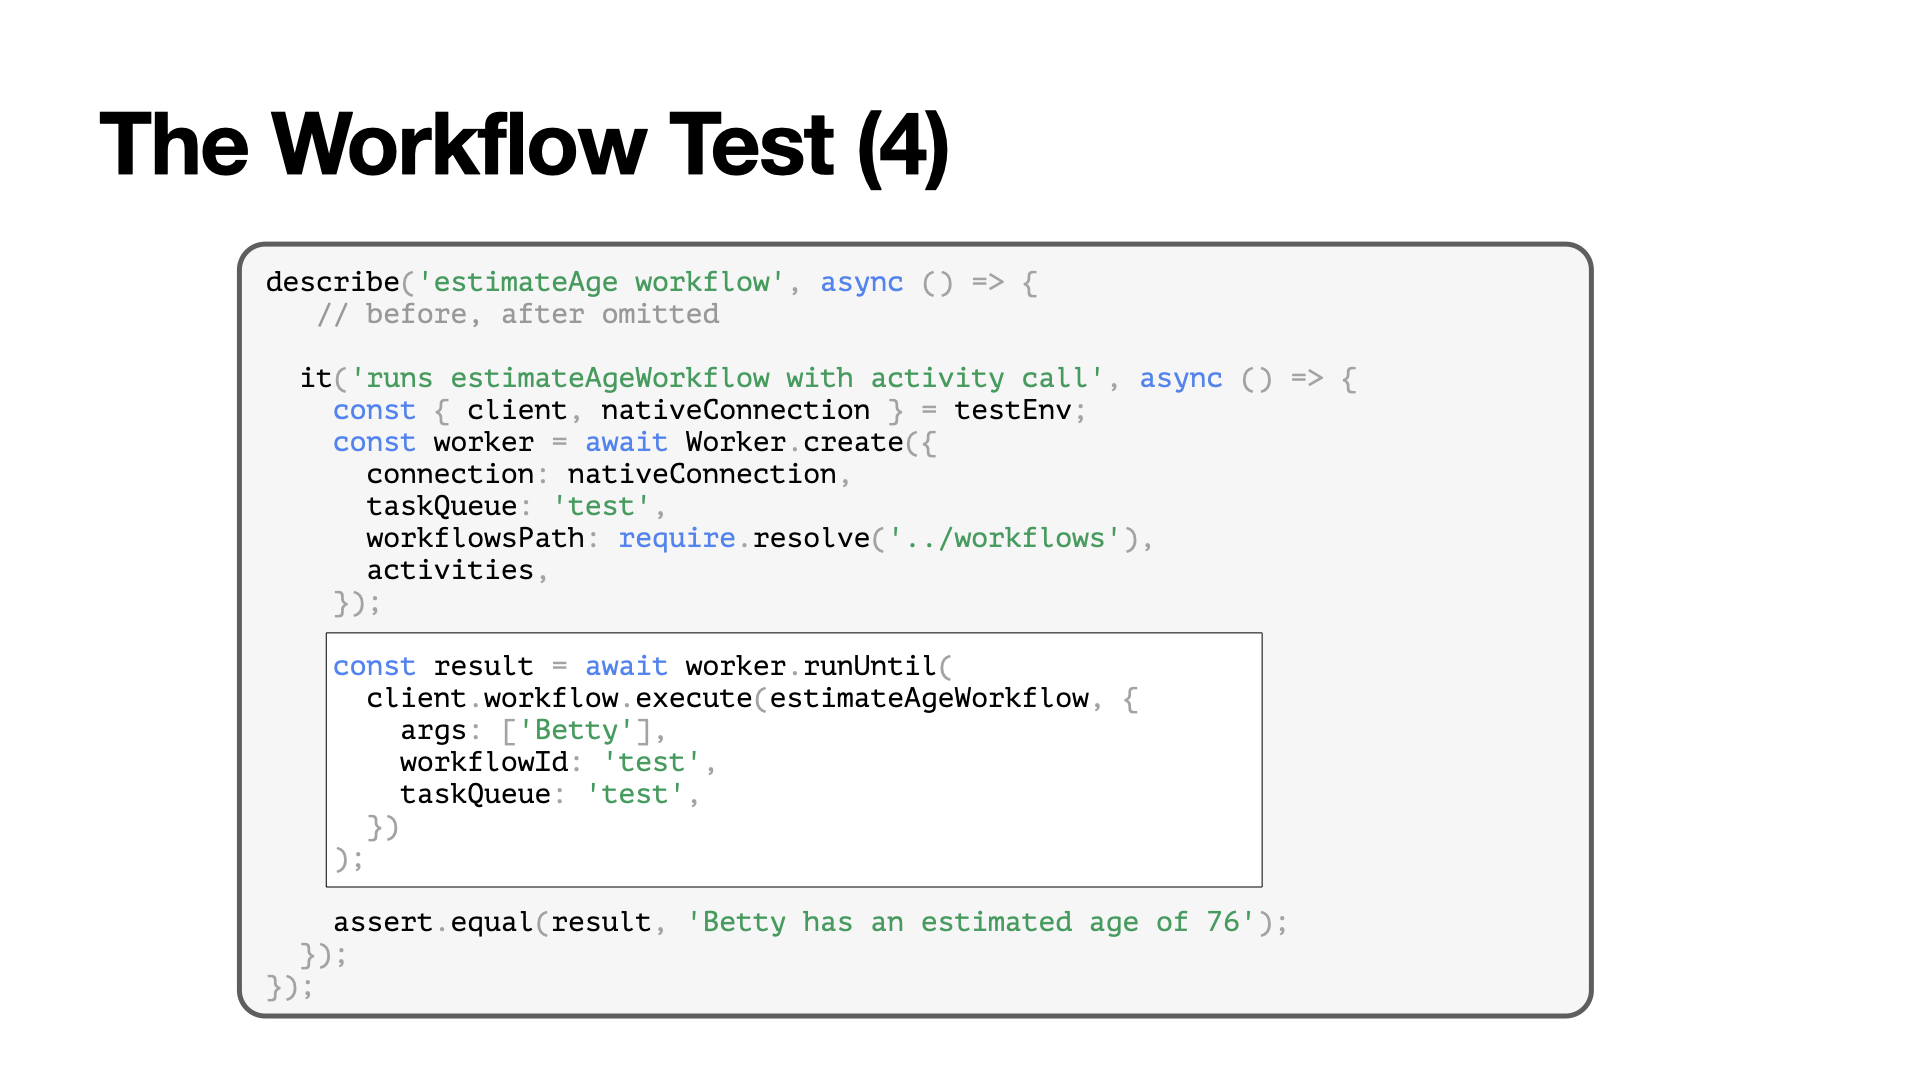 The Workflow Test (4)
describe('estimateAge workflow', async () => {
   // before, after omitted
  it('runs estimateAgeWorkflow with activity call', async () => {
    const { client, nativeConnection } = testEnv;
    const worker = await Worker.create({
      connection: nativeConnection,
      taskQueue: 'test',
      workflowsPath: require.resolve('../workflows'),
      activities,
    });
    const result = await worker.runUntil(
      client.workflow.execute(estimateAgeWorkflow, {
        args: ['Betty'],
        workflowId: 'test',
        taskQueue: 'test',
      })
    );
    assert.equal(result, 'Betty has an estimated age of 76');
  });
});